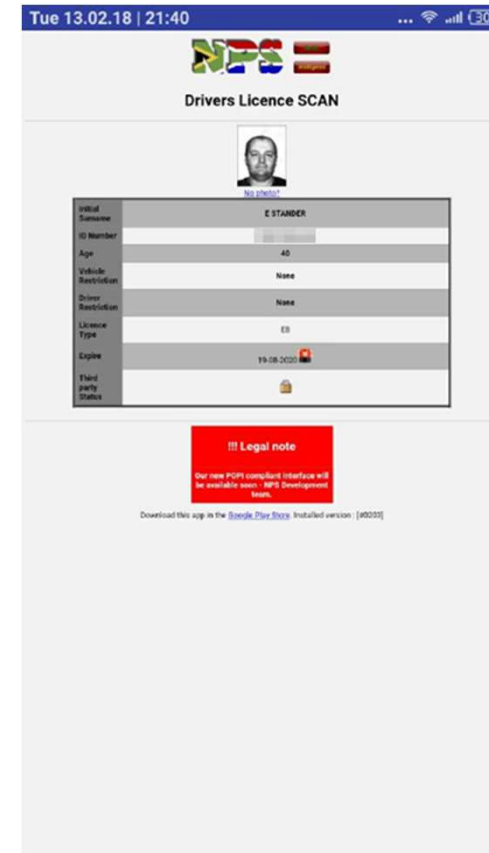 Tue 13.02.18 | 21:40
... 30
NPS
Drivers Licence SCAN
No photo?
Initial
Surname
E STANDER
ID Number
Age
40
Vehicle
Restriction
None
Driver
Restriction
None
Licence
Type
EB
Expire
19-08-2020
Third
party
Status
!!! Legal note
Our new POPI compliant interface will
be available soon - NPS Development
team.
Download this app in the Google Play Store. Installed version : [#0203]